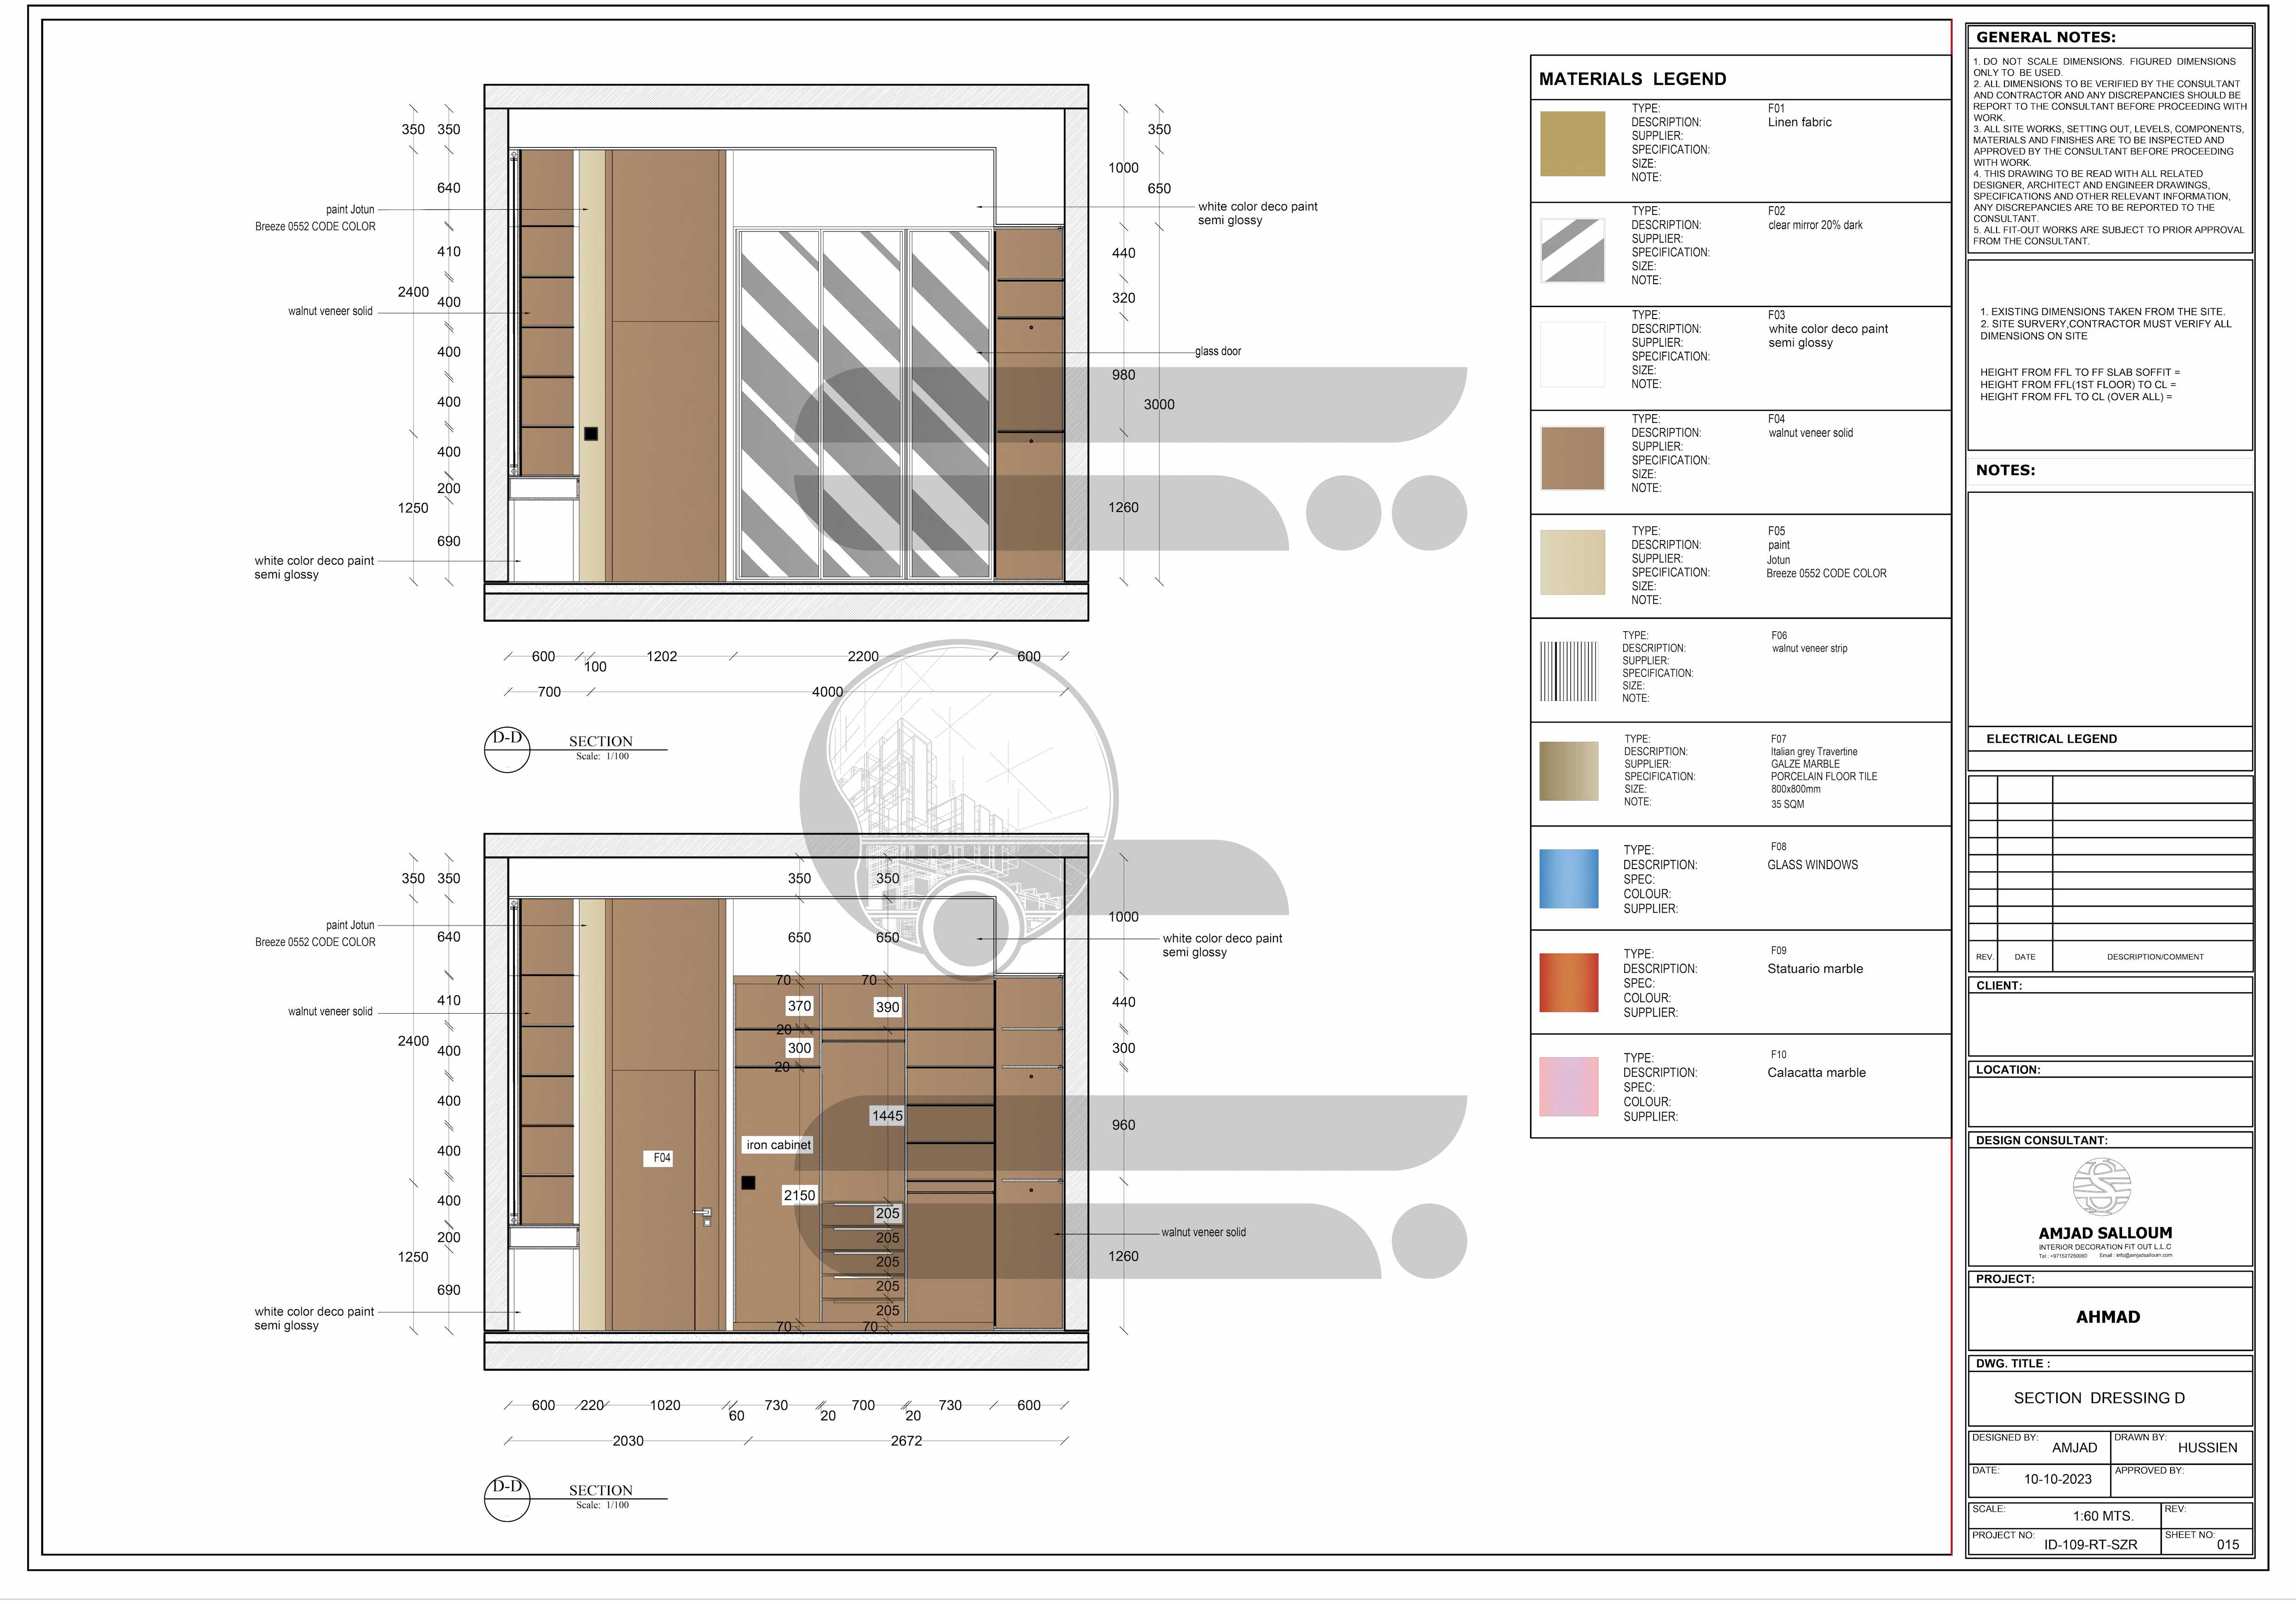 350
350
640
paint Jotun
Breeze 0552 CODE COLOR
410
2400
400
walnut veneer solid
400
400
400
200
1250
690
white color deco paint
semi glossy
350
1000
650
white color deco paint
semi glossy
440
320
glass door
980
3000
1260
600
100
1202
2200
600
700
4000
D-D
SECTION
Scale: 1/100
350
350
350
350
640
650
650
1000
paint Jotun
Breeze 0552 CODE COLOR
white color deco paint
semi glossy
70
70
410
370
390
440
walnut veneer solid
20
2400
400
300
300
20
400
1445
960
iron cabinet
F04
400
2150
400
205
205
205
205
205
200
walnut veneer solid
1250
1260
690
white color deco paint
semi glossy
70
70
600
220
1020
60
730
20
700
20
730
600
2030
2672
D-D
SECTION
Scale: 1/100
MATERIALS LEGEND
TYPE: F01
DESCRIPTION: Linen fabric
SUPPLIER:
SPECIFICATION:
SIZE:
NOTE:
TYPE: F02
DESCRIPTION: clear mirror 20% dark
SUPPLIER:
SPECIFICATION:
SIZE:
NOTE:
TYPE: F03
DESCRIPTION: white color deco paint
SUPPLIER: semi glossy
SPECIFICATION:
SIZE:
NOTE:
TYPE: F04
DESCRIPTION: walnut veneer solid
SUPPLIER:
SPECIFICATION:
SIZE:
NOTE:
TYPE: F05
DESCRIPTION: paint
SUPPLIER: Jotun
SPECIFICATION: Breeze 0552 CODE COLOR
SIZE:
NOTE:
TYPE: F06
DESCRIPTION: walnut veneer strip
SUPPLIER:
SPECIFICATION:
SIZE:
NOTE:
TYPE: F07
DESCRIPTION: Italian grey Travertine
SUPPLIER: GALZE MARBLE
SPECIFICATION: PORCELAIN FLOOR TILE
SIZE: 800x800mm
NOTE: 35 SQM
TYPE: F08
DESCRIPTION: GLASS WINDOWS
SPEC:
COLOUR:
SUPPLIER:
TYPE: F09
DESCRIPTION: Statuario marble
SPEC:
COLOUR:
SUPPLIER:
TYPE: F10
DESCRIPTION: Calacatta marble
SPEC:
COLOUR:
SUPPLIER:
GENERAL NOTES:
1. DO NOT SCALE DIMENSIONS. FIGURED DIMENSIONS
ONLY TO BE USED.
2. ALL DIMENSIONS TO BE VERIFIED BY THE CONSULTANT
AND CONTRACTOR AND ANY DISCREPANCIES SHOULD BE
REPORT TO THE CONSULTANT BEFORE PROCEEDING WITH
WORK.
3. ALL SITE WORKS, SETTING OUT, LEVELS, COMPONENTS,
MATERIALS AND FINISHES ARE TO BE INSPECTED AND
APPROVED BY THE CONSULTANT BEFORE PROCEEDING
WITH WORK.
4. THIS DRAWING TO BE READ WITH ALL RELATED
DESIGNER, ARCHITECT AND ENGINEER DRAWINGS,
SPECIFICATIONS AND OTHER RELEVANT INFORMATION,
ANY DISCREPANCIES ARE TO BE REPORTED TO THE
CONSULTANT.
5. ALL FIT-OUT WORKS ARE SUBJECT TO PRIOR APPROVAL
FROM THE CONSULTANT.
1. EXISTING DIMENSIONS TAKEN FROM THE SITE.
2. SITE SURVERY,CONTRACTOR MUST VERIFY ALL
DIMENSIONS ON SITE
HEIGHT FROM FFL TO FF SLAB SOFFIT =
HEIGHT FROM FFL(1ST FLOOR) TO CL =
HEIGHT FROM FFL TO CL (OVER ALL) =
NOTES:
ELECTRICAL LEGEND
REV. DATE DESCRIPTION/COMMENT
CLIENT:
LOCATION:
DESIGN CONSULTANT:
AMJAD SALLOUM
INTERIOR DECORATION FIT OUT L.L.C
Tel : +971527250060 Email : info@amjadsalloum.com
PROJECT:
AHMAD
DWG. TITLE :
SECTION DRESSING D
DESIGNED BY: AMJAD
DRAWN BY: HUSSIEN
DATE: 10-10-2023
APPROVED BY:
SCALE: 1:60 MTS.
REV:
PROJECT NO: ID-109-RT-SZR
SHEET NO: 015